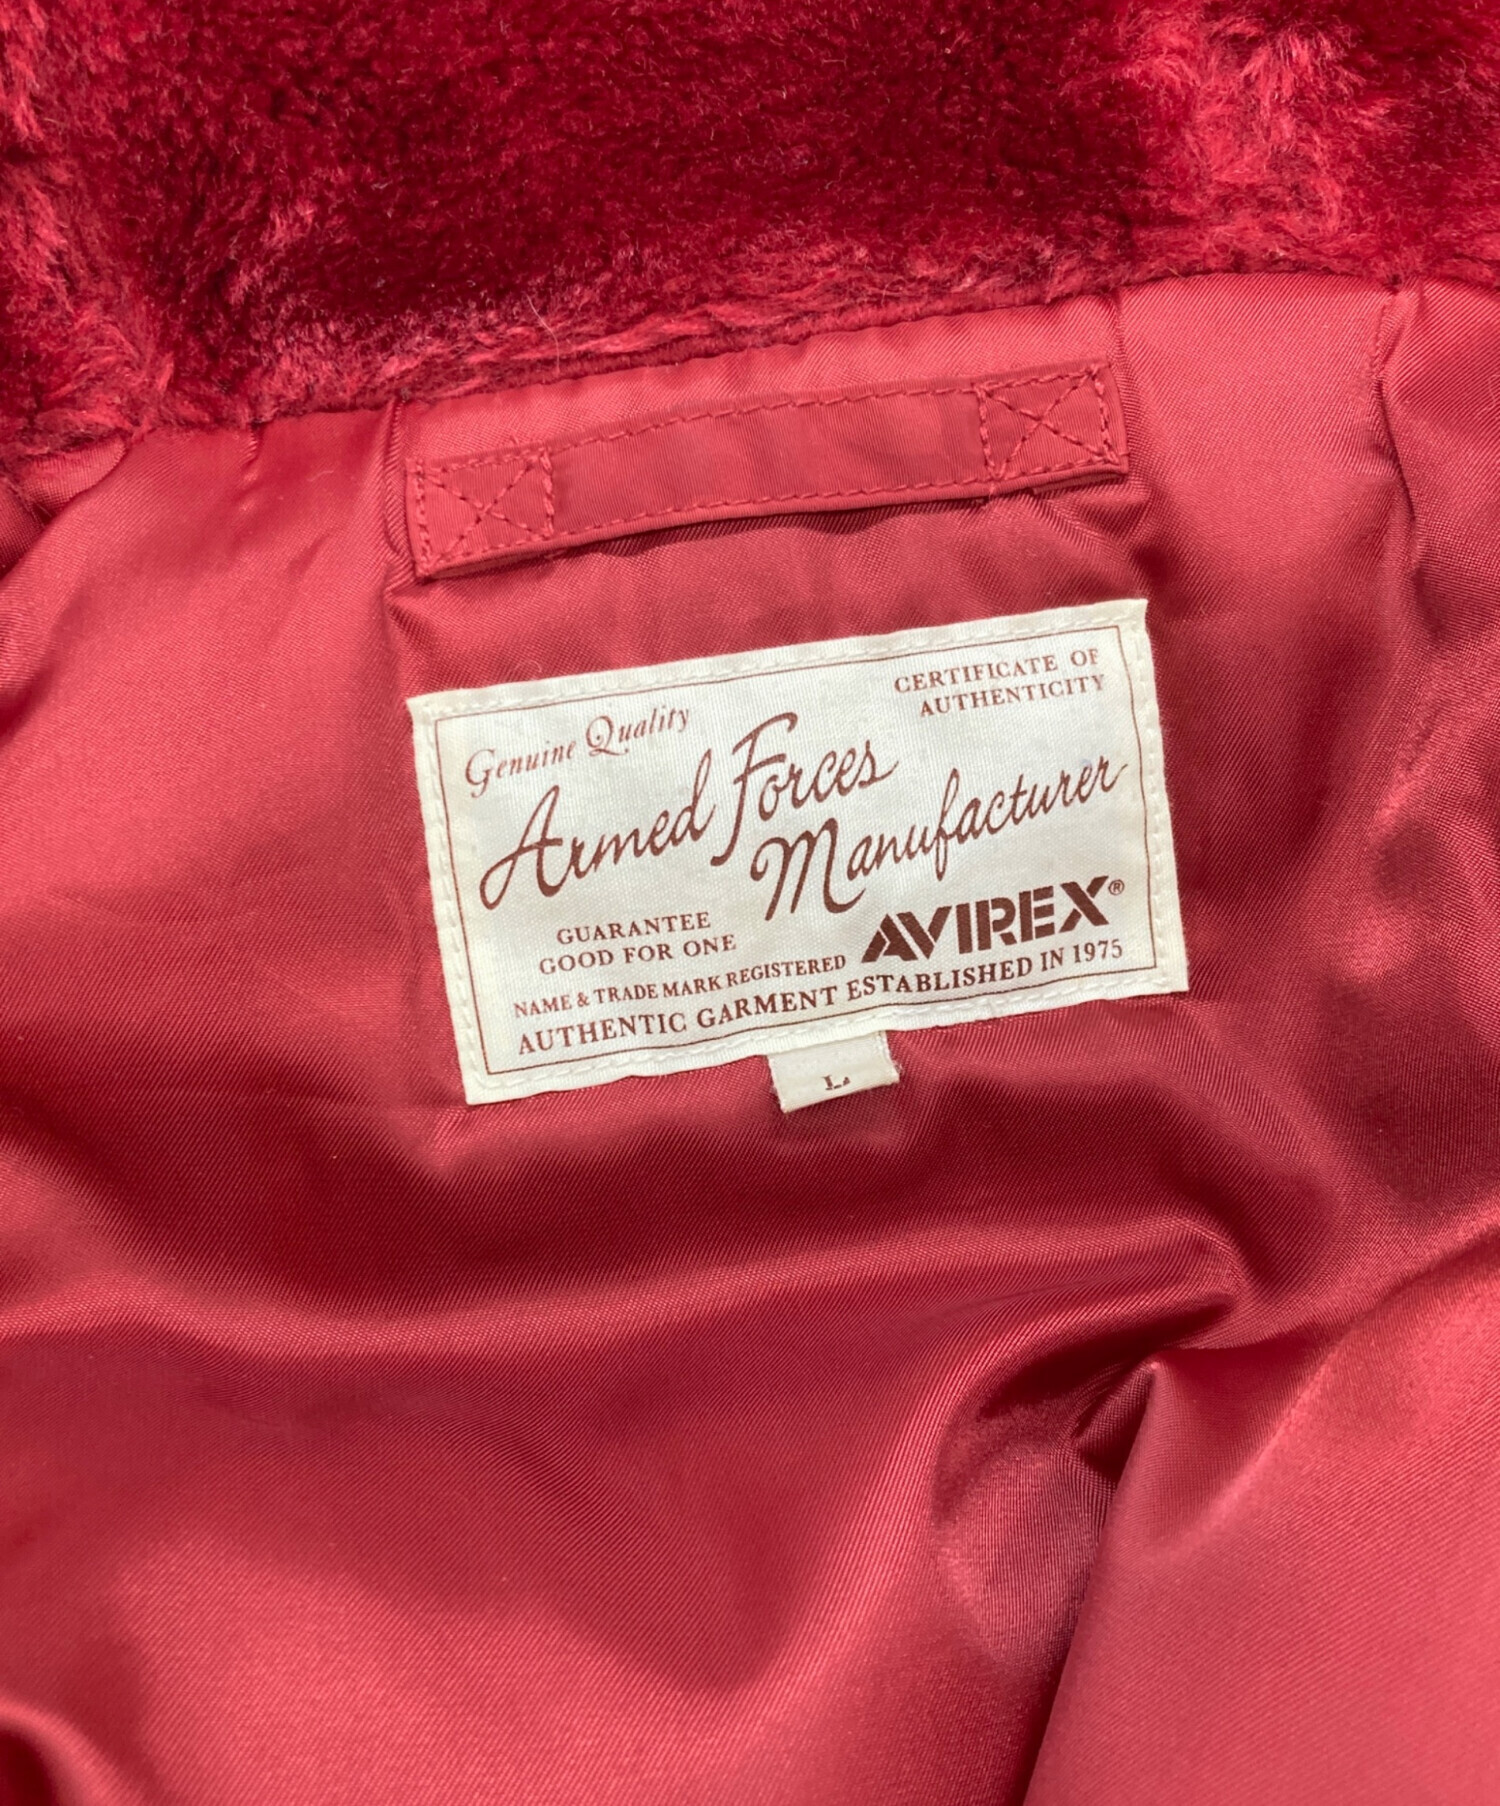 Genuine Quality
CERTIFICATE OF
AUTHENTICITY
Armed Forces
Manufacturer
GUARANTEE
GOOD FOR ONE
AVIREX®
NAME & TRADE MARK REGISTERED
AUTHENTIC GARMENT ESTABLISHED IN 1975
L